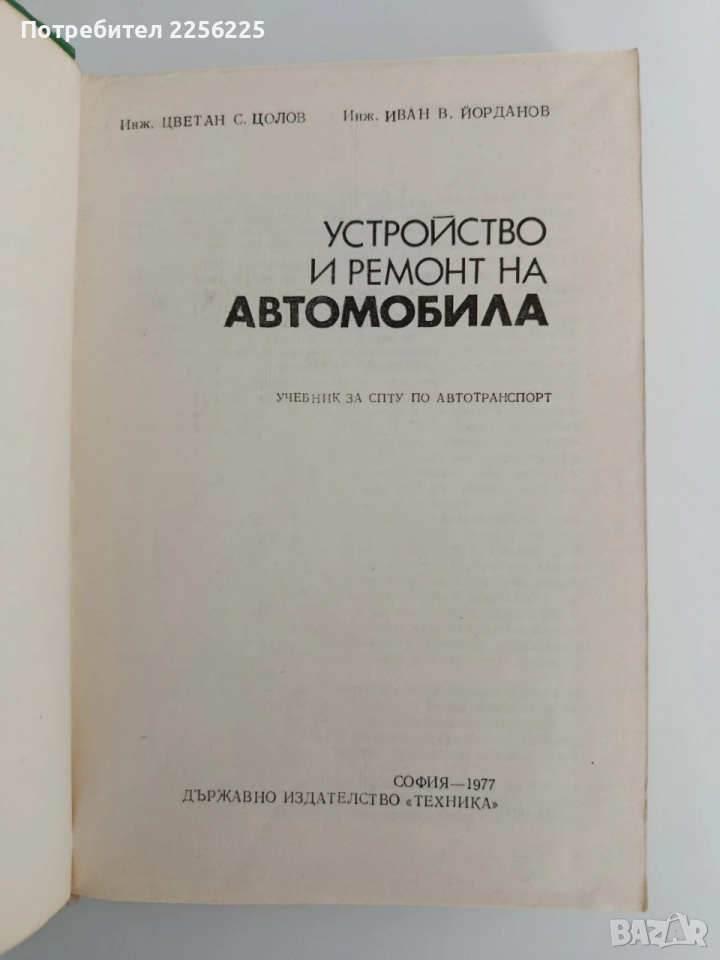 Потребител 2256225
Инж. ЦВЕТАН С. ЦОЛОВ Инж. ИВАН В. ЙОРДАНОВ
УСТРОЙСТВО
И РЕМОНТ НА
АВТОМОБИЛА
УЧЕБНИК ЗА СПТУ ПО АВТОТРАНСПОРТ
СОФИЯ—1977
ДЪРЖАВНО ИЗДАТЕЛСТВО «ТЕХНИКА»
BAZAR